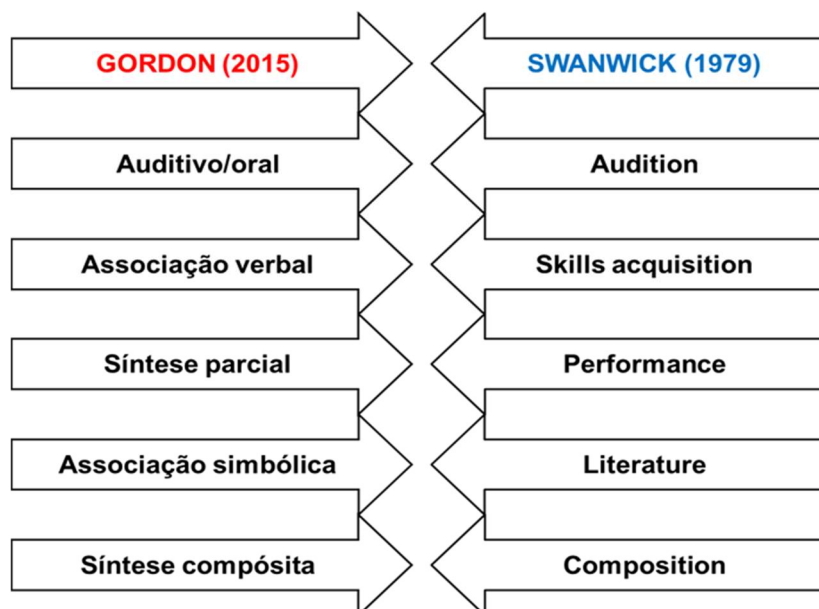 GORDON (2015)
SWANWICK (1979)
Auditivo/oral
Audition
Associação verbal
Skills acquisition
Síntese parcial
Performance
Associação simbólica
Literature
Síntese compósita
Composition